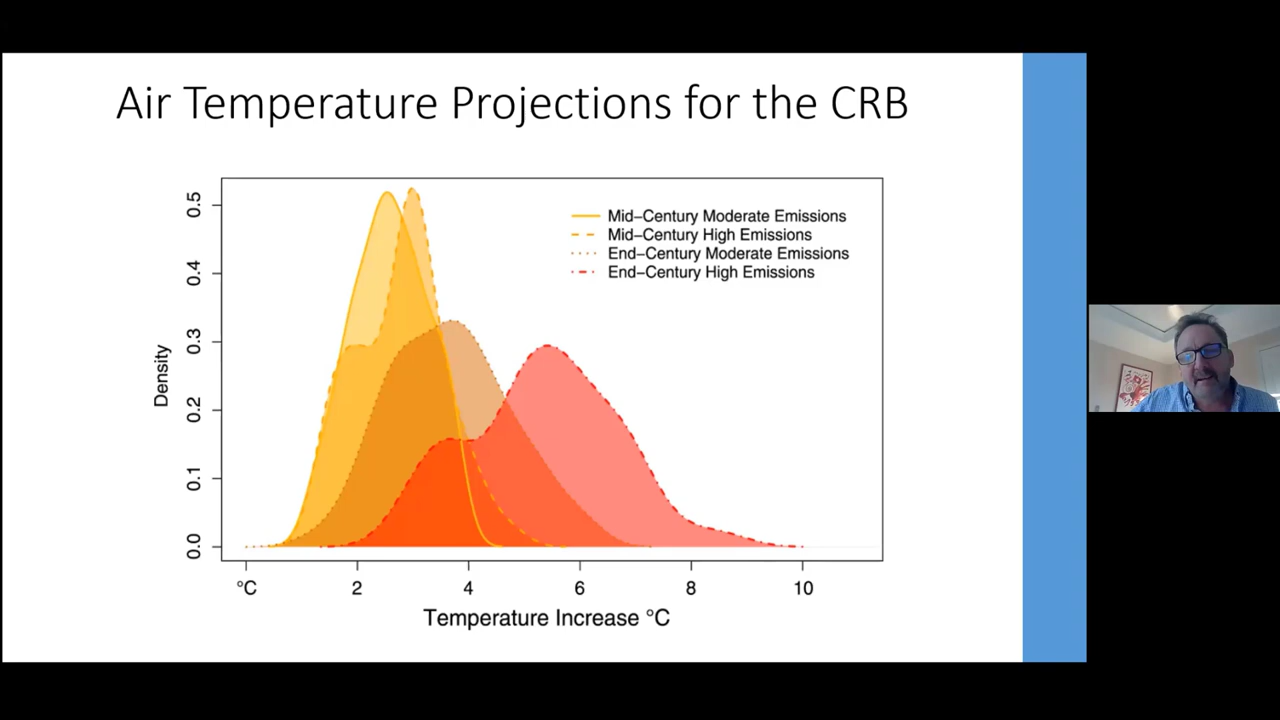 Air Temperature Projections for the CRB
Mid−Century Moderate Emissions
Mid−Century High Emissions
End−Century Moderate Emissions
End−Century High Emissions
0.5
0.4
0.3
0.2
0.1
0.0
Density
°C
2
4
6
8
10
Temperature Increase °C